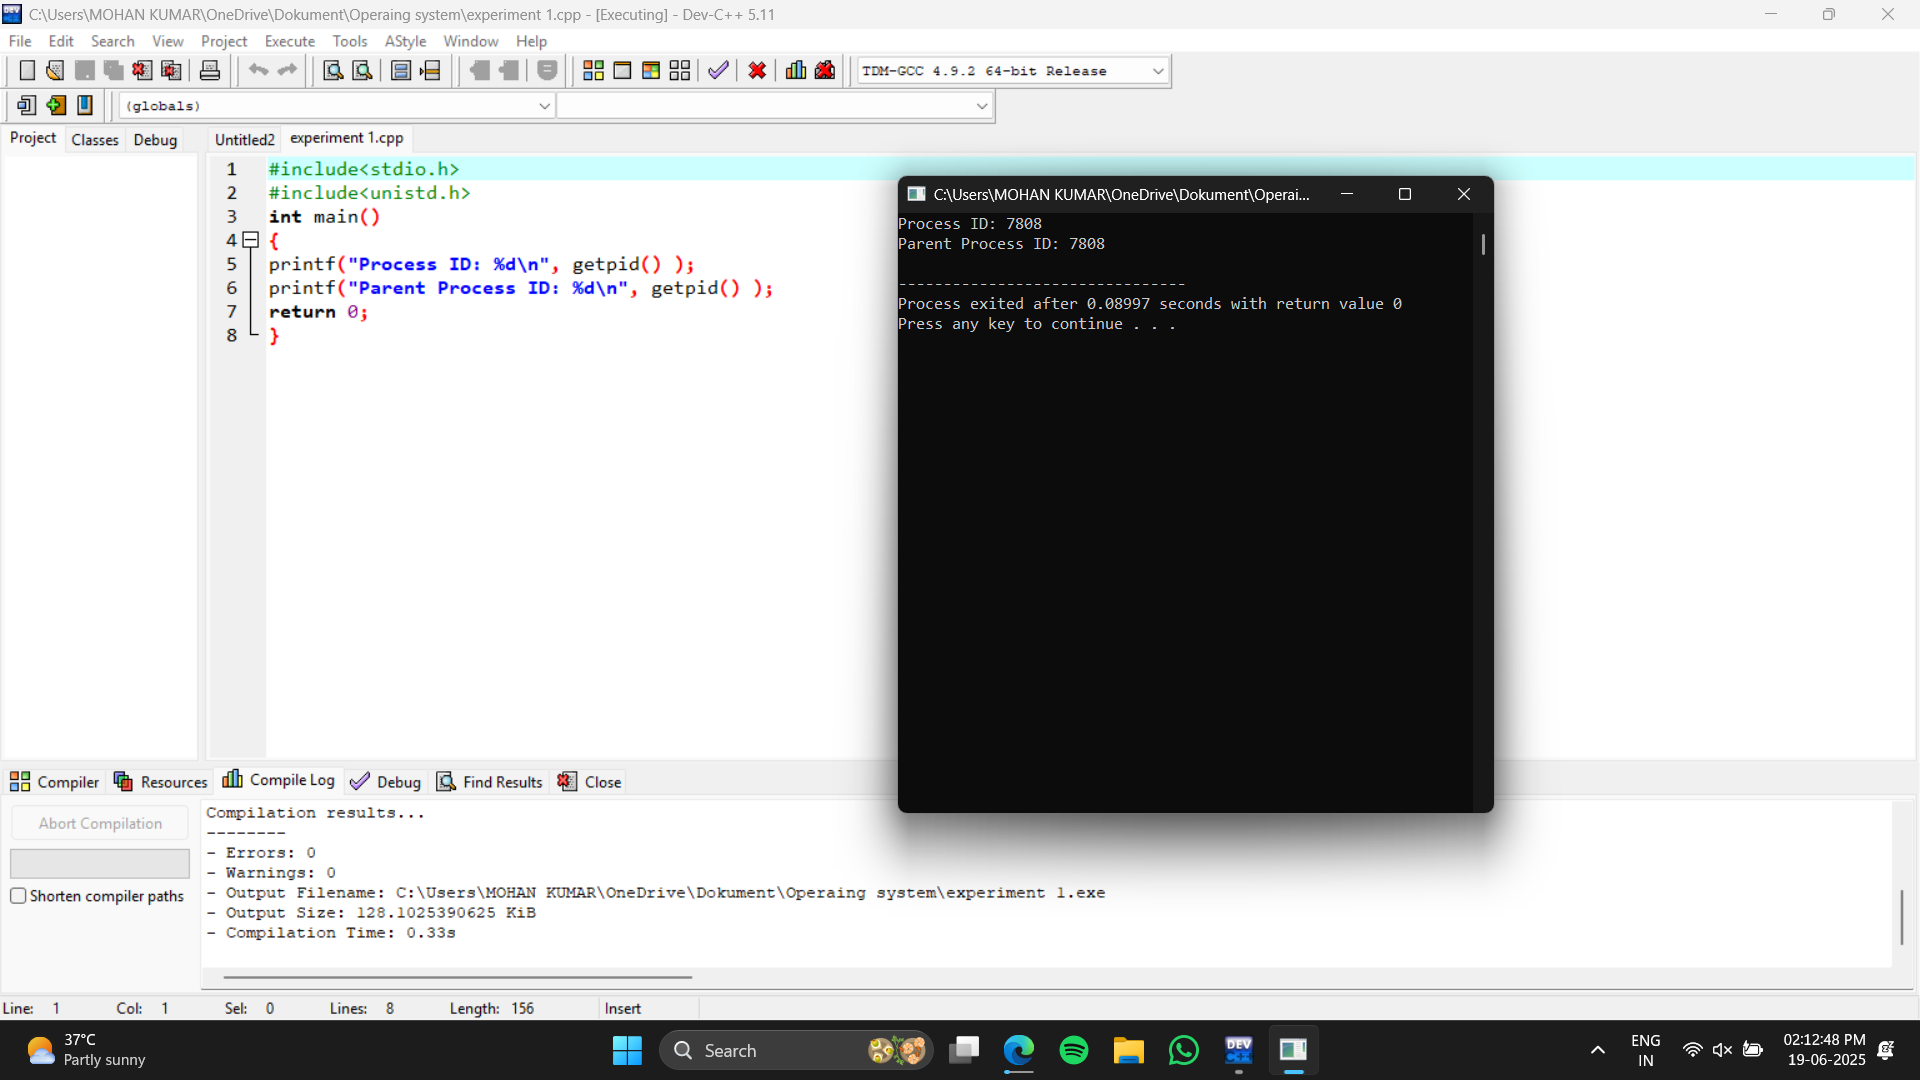 C:\Users\MOHAN KUMAR\OneDrive\Dokument\Operaing system\experiment 1.cpp - [Executing] - Dev-C++ 5.11
File Edit Search View Project Execute Tools AStyle Window Help
TDM-GCC 4.9.2 64-bit Release
(globals)
Project Classes Debug
Untitled2 experiment 1.cpp
1 #include<stdio.h>
2 #include<unistd.h>
3 int main()
4 {
5 printf("Process ID: %d\n", getpid() );
6 printf("Parent Process ID: %d\n", getpid() );
7 return 0;
8 }
C:\Users\MOHAN KUMAR\OneDrive\Dokument\Operai...
Process ID: 7808
Parent Process ID: 7808
--------------------------------
Process exited after 0.08997 seconds with return value 0
Press any key to continue . . .
Compiler Resources Compile Log Debug Find Results Close
Abort Compilation
Shorten compiler paths
Compilation results...
--------
- Errors: 0
- Warnings: 0
- Output Filename: C:\Users\MOHAN KUMAR\OneDrive\Dokument\Operaing system\experiment 1.exe
- Output Size: 128.1025390625 KiB
- Compilation Time: 0.33s
Line: 1 Col: 1 Sel: 0 Lines: 8 Length: 156 Insert
37°C
Partly sunny
Search
DEV
ENG
IN
02:12:48 PM
19-06-2025